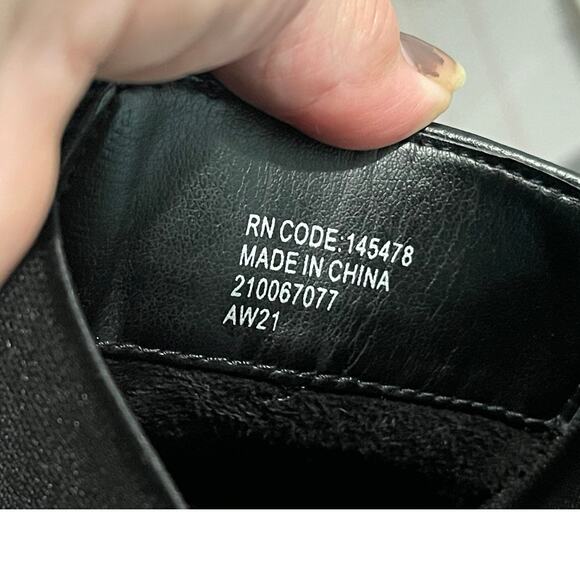 RN CODE:145478
MADE IN CHINA
210067077
AW21